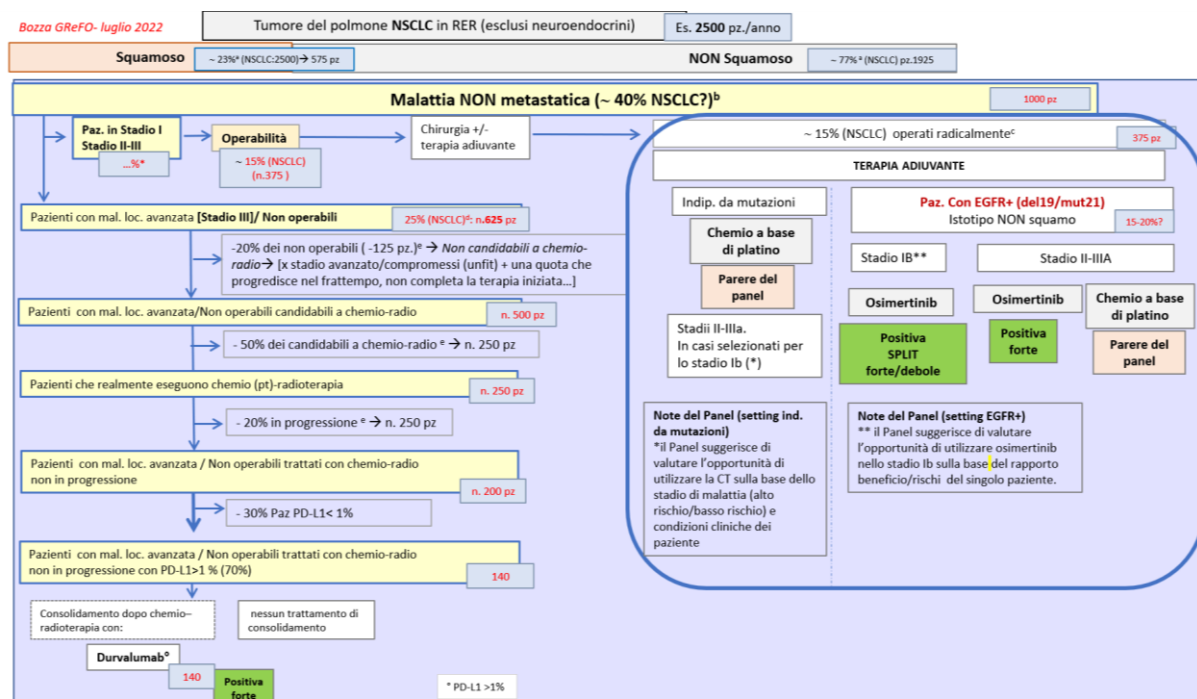 Bozza GReFO- luglio 2022
Tumore del polmone NSCLC in RER (esclusi neuroendocrini)
Es. 2500 pz./anno
Squamoso
~ 23%ᵃ (NSCLC:2500)→ 575 pz
NON Squamoso
~ 77%ᵃ (NSCLC) pz.1925
Malattia NON metastatica (~ 40% NSCLC?)ᵇ
1000 pz
Paz. in Stadio I
Stadio II-III
...%*
Operabilità
~ 15% (NSCLC)
(n.375 )
Chirurgia +/-
terapia adiuvante
~ 15% (NSCLC) operati radicalmenteᶜ
375 pz
TERAPIA ADIUVANTE
Indip. da mutazioni
Chemio a base
di platino
Parere del
panel
Stadii II-IIIa.
In casi selezionati per
lo stadio Ib (*)
Paz. Con EGFR+ (del19/mut21)
Istotipo NON squamo
15-20%?
Stadio IB**
Stadio II-IIIA
Osimertinib
Positiva
SPLIT
forte/debole
Osimertinib
Positiva
forte
Chemio a base
di platino
Parere del
panel
Note del Panel (setting ind.
da mutazioni)
*il Panel suggerisce di
valutare l'opportunità di
utilizzare la CT sulla base dello
stadio di malattia (alto
rischio/basso rischio) e
condizioni cliniche dei
paziente
Note del Panel (setting EGFR+)
** il Panel suggerisce di valutare
l'opportunità di utilizzare osimertinib
nello stadio Ib sulla base del rapporto
beneficio/rischi del singolo paziente.
Pazienti con mal. loc. avanzata [Stadio III]/ Non operabili
25% (NSCLC)ᵈ: n.625 pz
-20% dei non operabili ( -125 pz.)ᵉ → Non candidabili a chemio-
radio→ [x stadio avanzato/compromessi (unfit) + una quota che
progredisce nel frattempo, non completa la terapia iniziata...]
Pazienti con mal. loc. avanzata/Non operabili candidabili a chemio-radio
n. 500 pz
- 50% dei candidabili a chemio-radio ᵉ → n. 250 pz
Pazienti che realmente eseguono chemio (pt)-radioterapia
n. 250 pz
- 20% in progressione ᵉ → n. 250 pz
Pazienti con mal. loc. avanzata / Non operabili trattati con chemio-radio
non in progressione
n. 200 pz
- 30% Paz PD-L1< 1%
Pazienti con mal. loc. avanzata / Non operabili trattati con chemio-radio
non in progressione con PD-L1>1 % (70%)
140
Consolidamento dopo chemio–
radioterapia con:
nessun trattamento di
consolidamento
Durvalumab°
140
Positiva
forte
° PD-L1 >1%